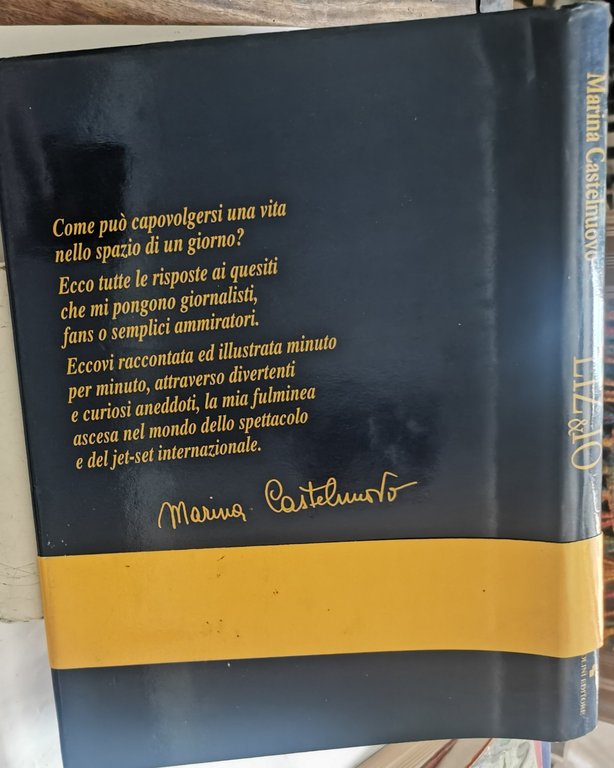 Come può capovolgersi una vita
nello spazio di un giorno?
Ecco tutte le risposte ai quesiti
che mi pongono giornalisti,
fans o semplici ammiratori.
Eccovi raccontata ed illustrata minuto
per minuto, attraverso divertenti
e curiosi aneddoti, la mia fulminea
ascesa nel mondo dello spettacolo
e del jet-set internazionale.
Marina Castelnuovo
Marina Castelnuovo
LIZ & IO
EDITORE